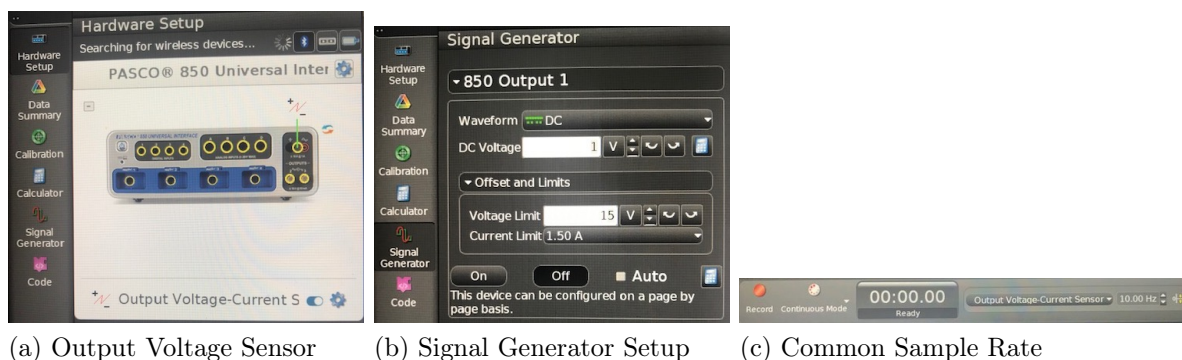 Hardware Setup
Searching for wireless devices...
Hardware
Setup
Data
Summary
Calibration
Calculator
Signal
Generator
Code
PASCO® 850 Universal Inter
Output Voltage-Current S
(a) Output Voltage Sensor
Signal Generator
Hardware
Setup
Data
Summary
Calibration
Calculator
Signal
Generator
Code
850 Output 1
Waveform DC
DC Voltage 1 V
Offset and Limits
Voltage Limit 15 V
Current Limit 1.50 A
On Off Auto
This device can be configured on a page by
page basis.
(b) Signal Generator Setup
Record Continuous Mode 00:00.00 Output Voltage-Current Sensor 10.00 Hz
Ready
(c) Common Sample Rate